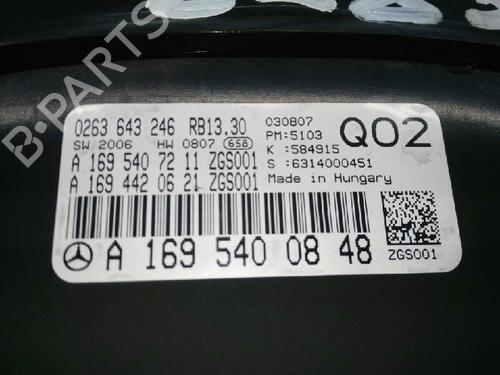 B-PARTS
0263 643 246 RB13.30 030807
SW 2006 HW 0807 658 PM:5103 Q02
A 169 540 72 11 ZGS001 K :584915
A 169 442 06 21 ZGS001 S :6314000451
Made in Hungary
A 169 540 08 48
ZGS001